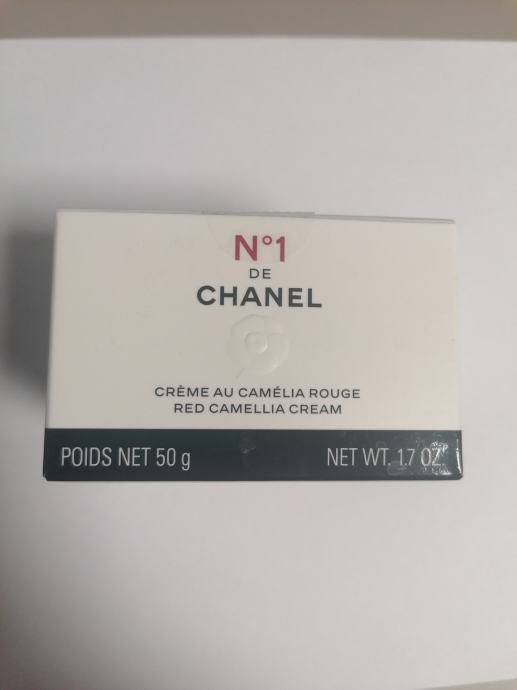 N°1
DE
CHANEL
CRÈME AU CAMÉLIA ROUGE
RED CAMELLIA CREAM
POIDS NET 50 g NET WT. 1.7 OZ.